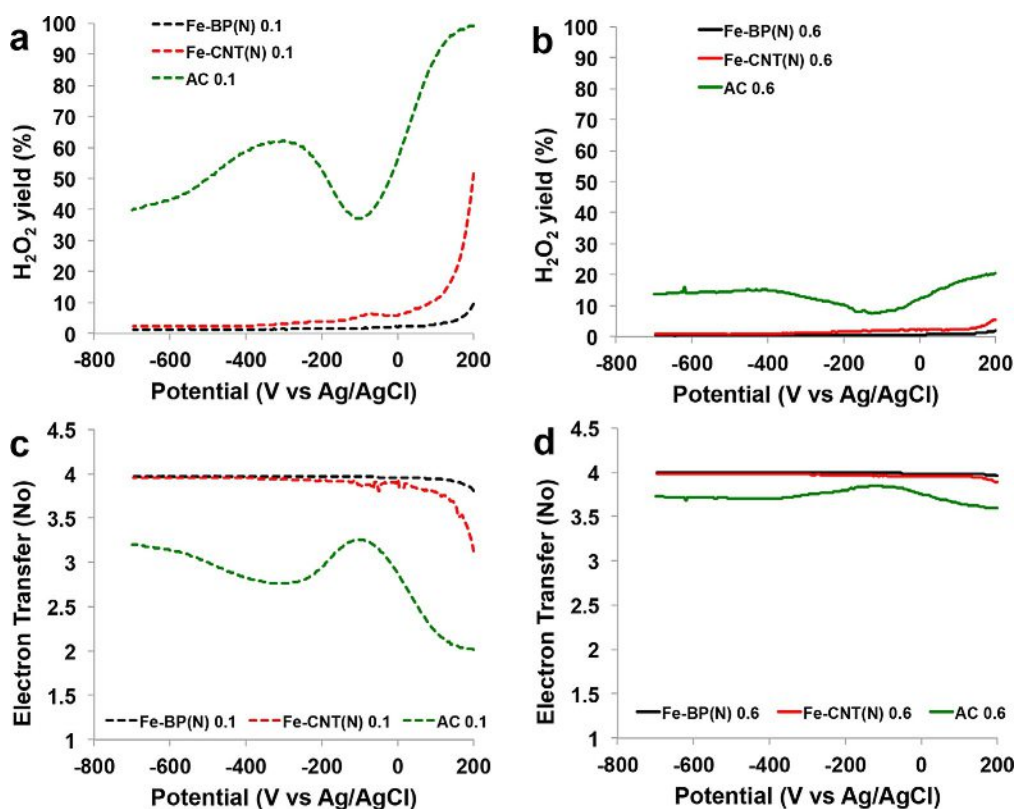 a
Fe-BP(N) 0.1
Fe-CNT(N) 0.1
AC 0.1
H₂O₂ yield (%)
100
90
80
70
60
50
40
30
20
10
0
-800 -600 -400 -200 0 200
Potential (V vs Ag/AgCl)
b
Fe-BP(N) 0.6
Fe-CNT(N) 0.6
AC 0.6
H₂O₂ yield (%)
100
90
80
70
60
50
40
30
20
10
0
-800 -600 -400 -200 0 200
Potential (V vs Ag/AgCl)
c
Electron Transfer (No)
4.5
4
3.5
3
2.5
2
1.5
1
Fe-BP(N) 0.1 Fe-CNT(N) 0.1 AC 0.1
-800 -600 -400 -200 0 200
Potential (V vs Ag/AgCl)
d
Electron Transfer (No)
4.5
4
3.5
3
2.5
2
1.5
1
Fe-BP(N) 0.6 Fe-CNT(N) 0.6 AC 0.6
-800 -600 -400 -200 0 200
Potential (V vs Ag/AgCl)